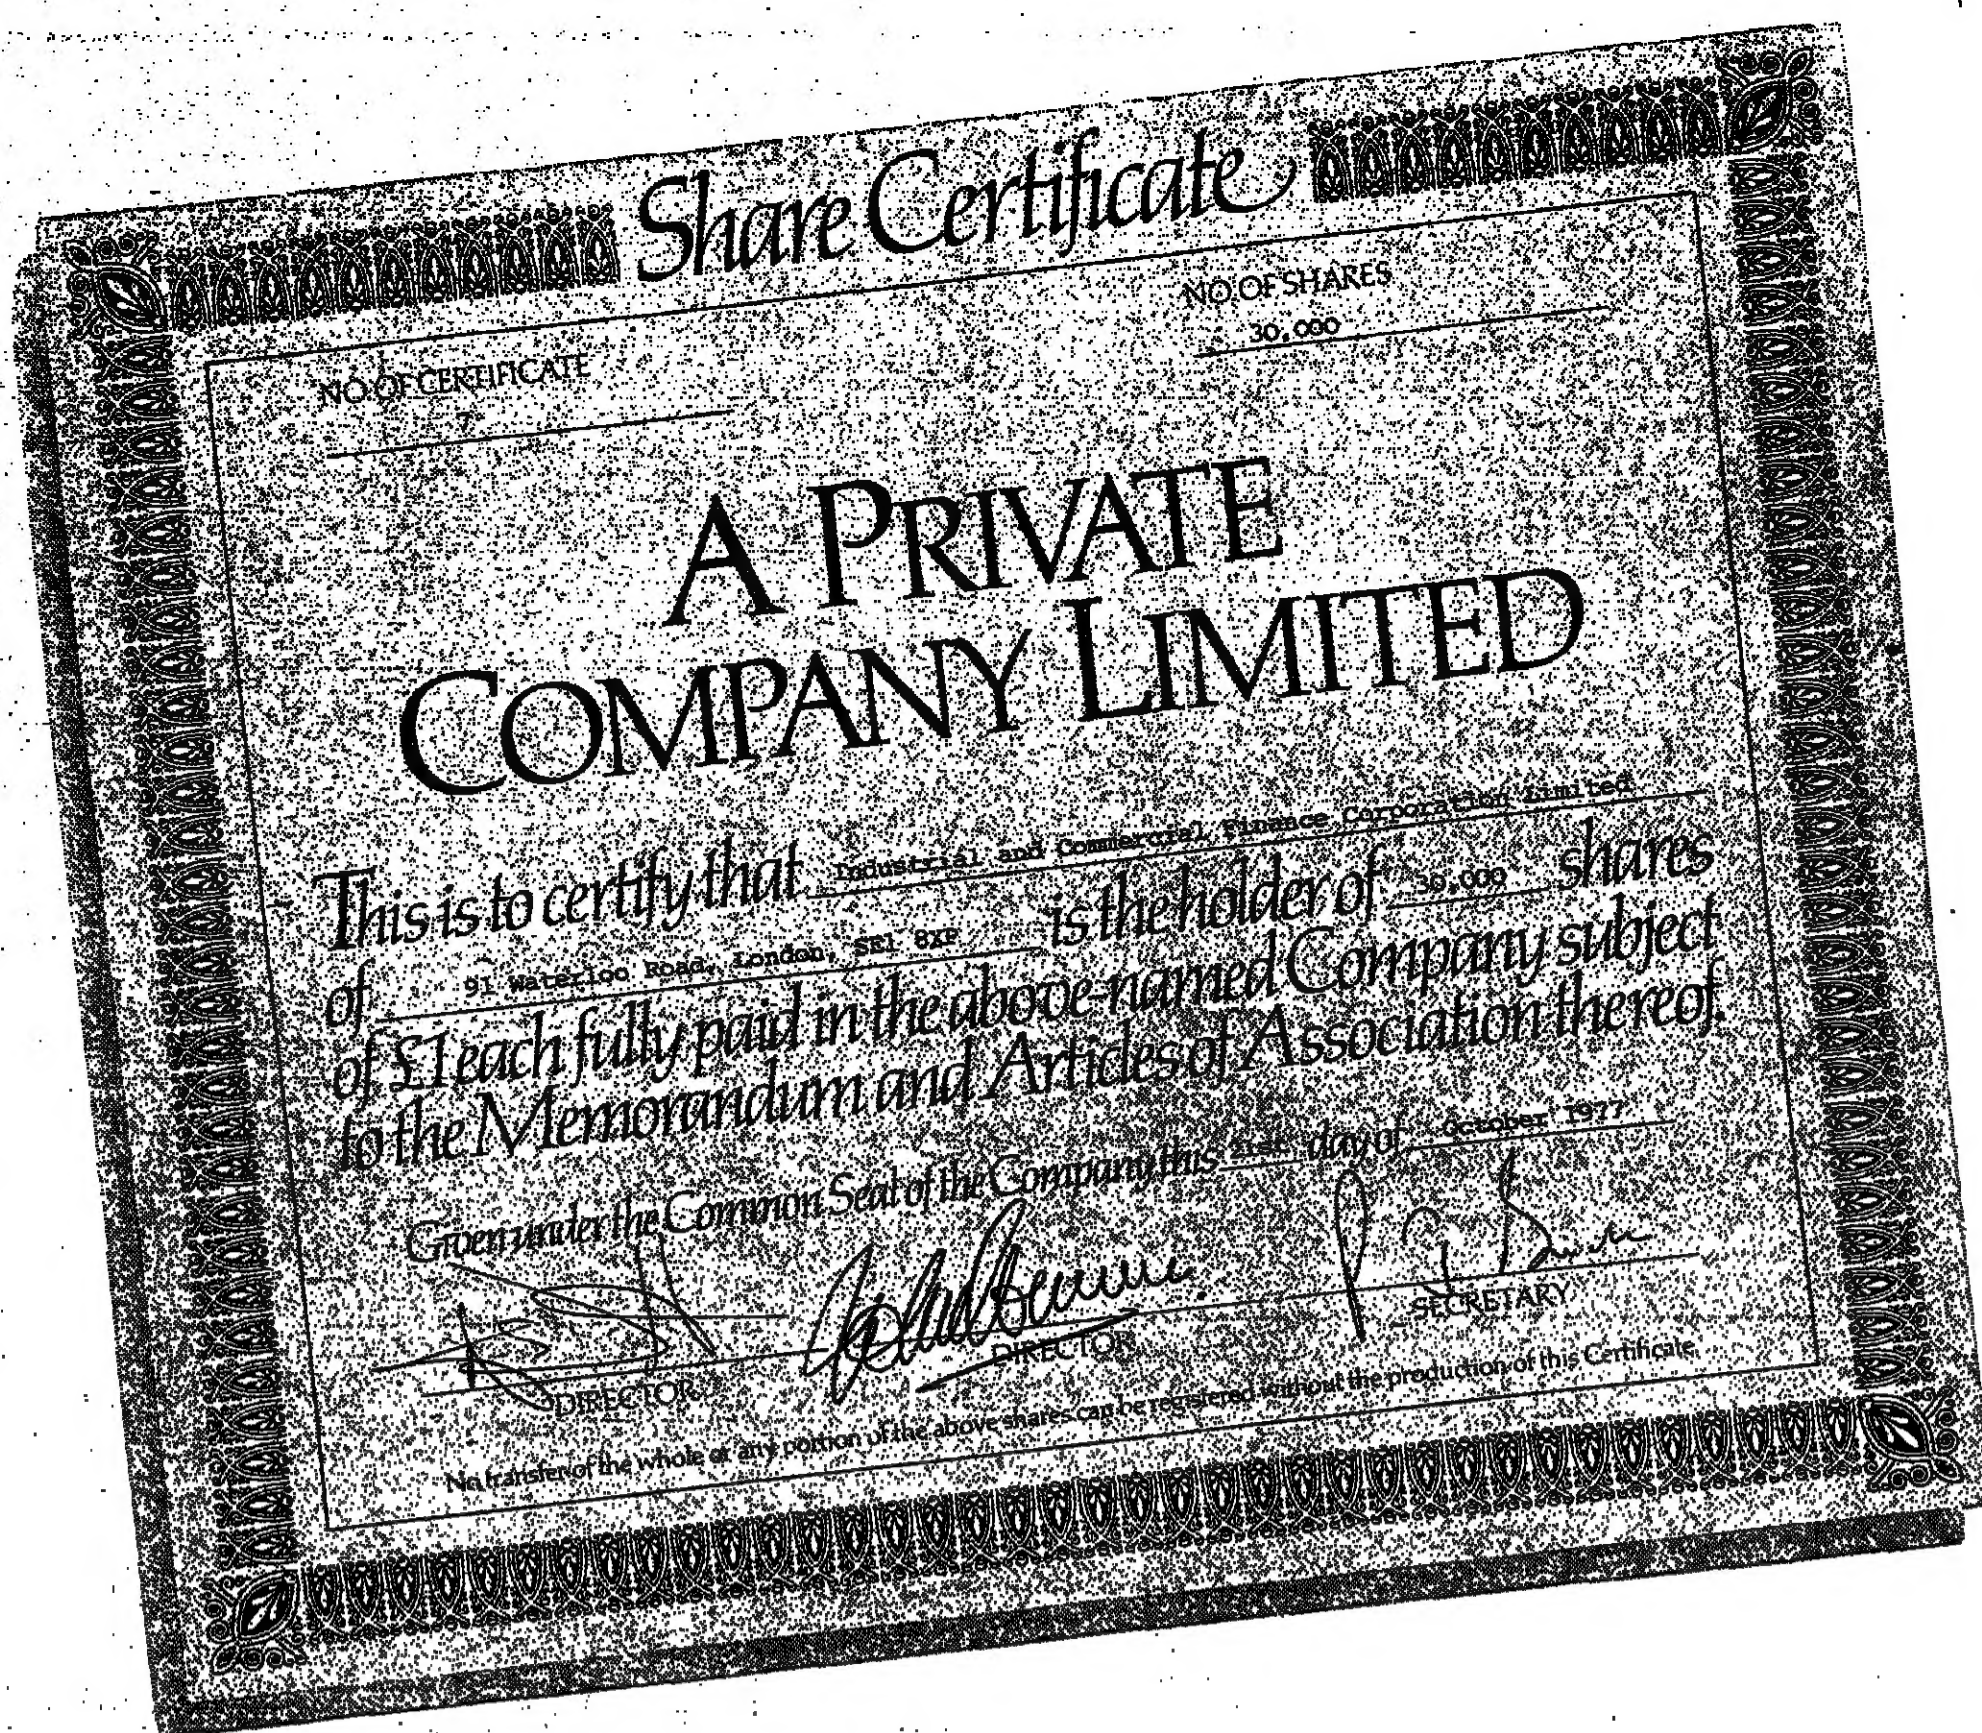 Share Certificate
NO. OF CERTIFICATE
7
NO. OF SHARES
30,000
A PRIVATE
COMPANY LIMITED
This is to certify that Industrial and Commercial Finance Corporation Limited
of 91 Waterloo Road, London, SE1 8XP is the holder of 30,000 shares
of £1 each fully paid in the above-named Company subject
to the Memorandum and Articles of Association thereof.
Given under the Common Seal of the Company this 21st day of October 1977
DIRECTOR
DIRECTOR
SECRETARY
No transfer of the whole or any portion of the above shares can be registered without the production of this Certificate.